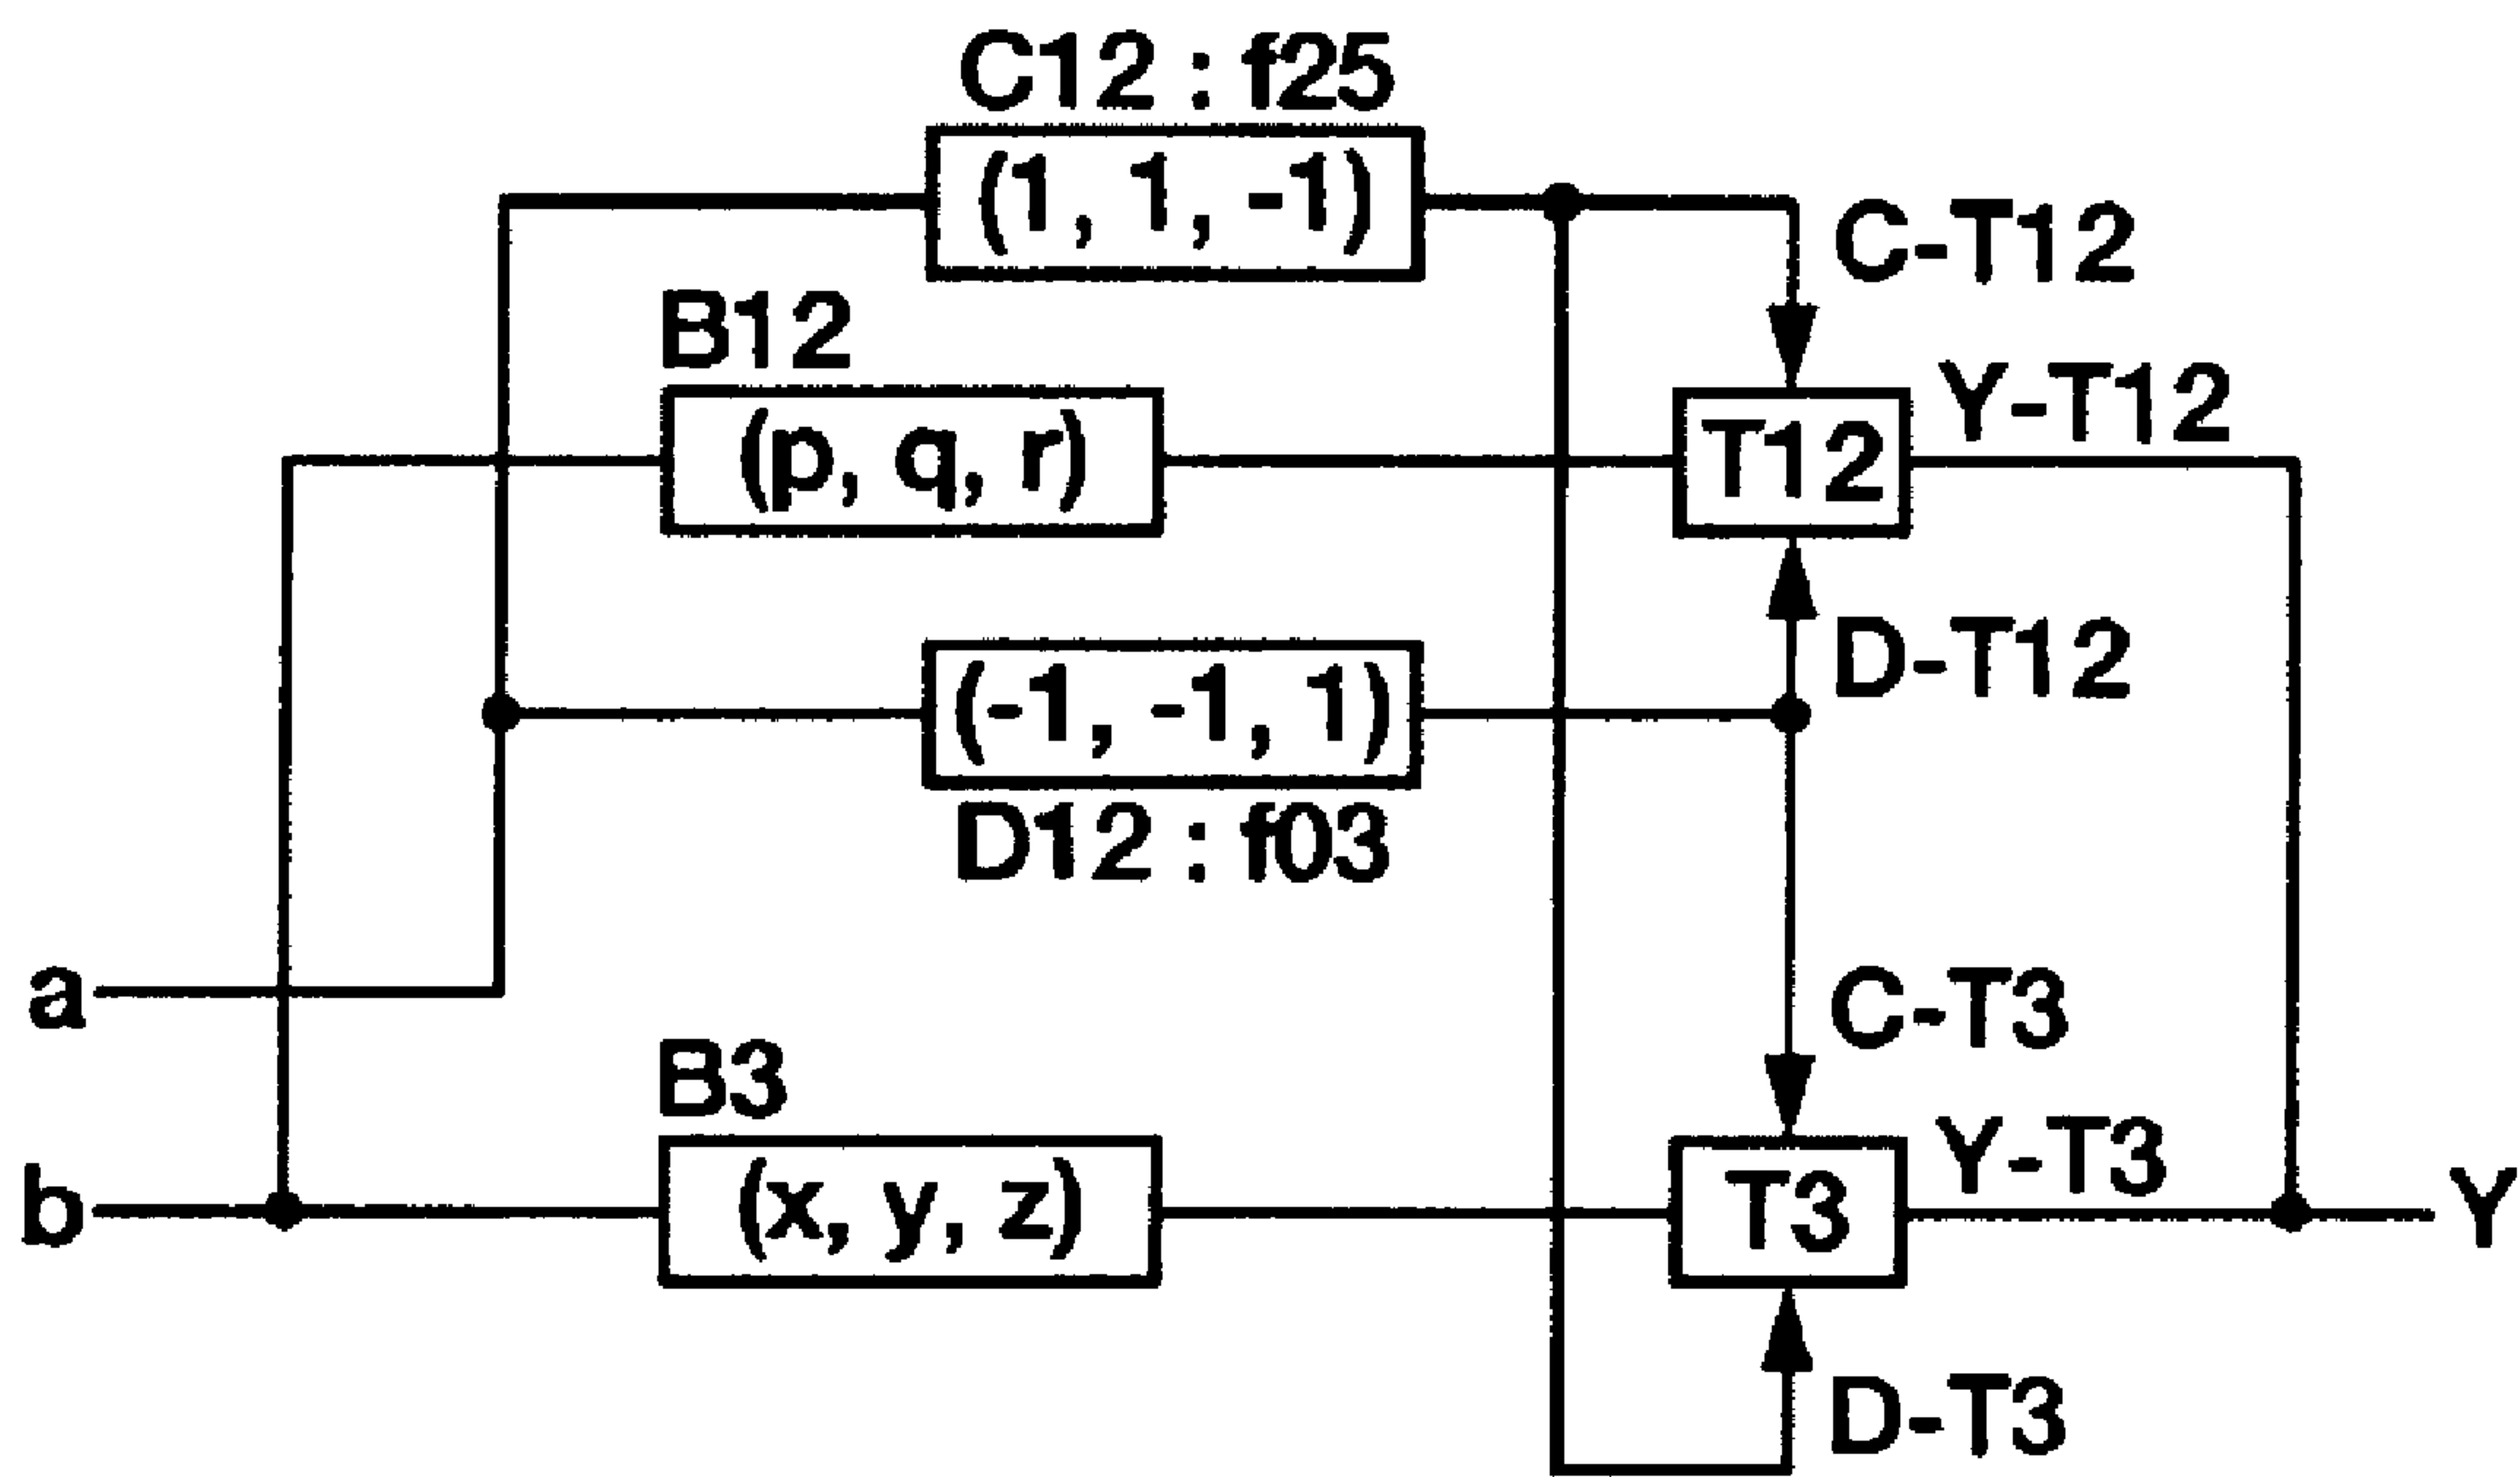 C12 : f25
(1, 1, -1)
C-T12
B12
(p, q, r)
T12
Y-T12
(-1, -1, 1)
D-T12
D12 : f03
a
C-T3
B3
b
(x, y, z)
T3
Y-T3
Y
D-T3